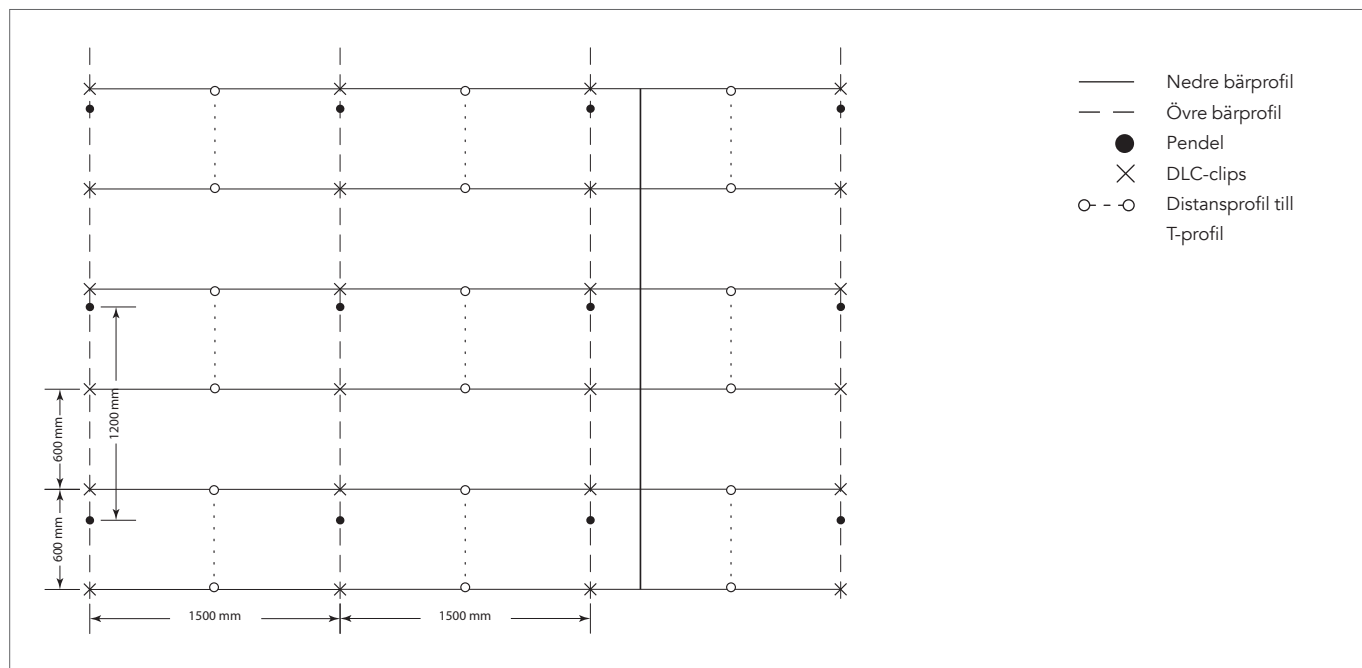 Nedre bärprofil
Övre bärprofil
Pendel
DLC-clips
Distansprofil till
T-profil
1200 mm
600 mm
600 mm
1500 mm
1500 mm